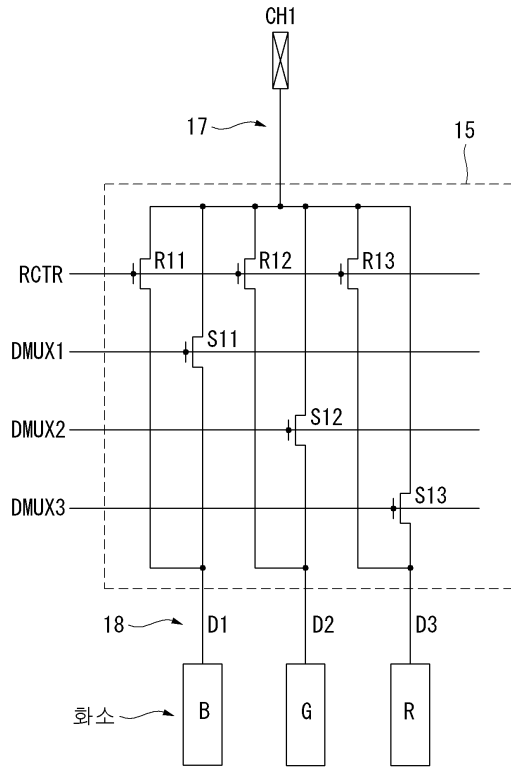 CH1
17
15
RCTR
R11
R12
R13
DMUX1
S11
DMUX2
S12
DMUX3
S13
18
D1
D2
D3
화소
B
G
R